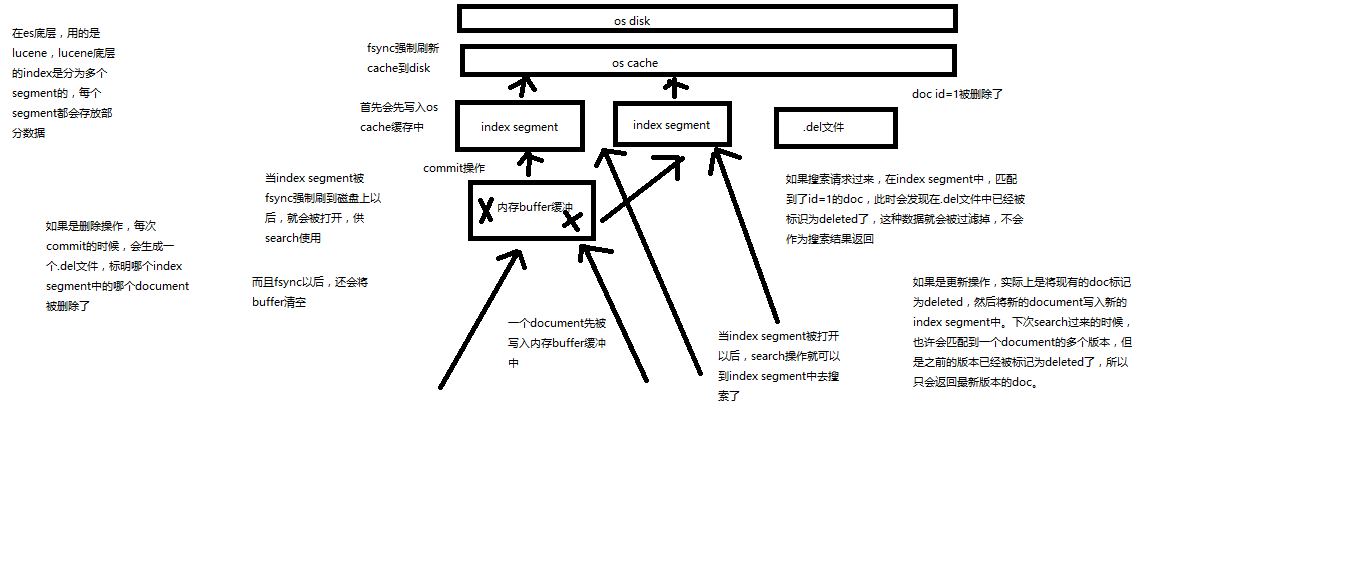 os disk
在es底层，用的是
lucene，lucene底层
的index是分为多个
segment的，每个
segment都会存放部
分数据
fsync强制刷新
cache到disk
os cache
doc id=1被删除了
首先会先写入os
cache缓存中
index segment
index segment
.del文件
commit操作
当index segment被
fsync强制刷到磁盘上以
后，就会被打开，供
search使用
内存buffer缓冲
如果搜索请求过来，在index segment中，匹配
到了id=1的doc，此时会发现在.del文件中已经被
标识为deleted了，这种数据就会被过滤掉，不会
作为搜索结果返回
如果是删除操作，每次
commit的时候，会生成一
个.del文件，标明哪个index
segment中的哪个document
被删除了
而且fsync以后，还会将
buffer清空
如果是更新操作，实际上是将现有的doc标记
为deleted，然后将新的document写入新的
index segment中。下次search过来的时候，
也许会匹配到一个document的多个版本，但
是之前的版本已经被标记为deleted了，所以
只会返回最新版本的doc。
一个document先被
写入内存buffer缓冲
中
当index segment被打开
以后，search操作就可以
到index segment中去搜
索了